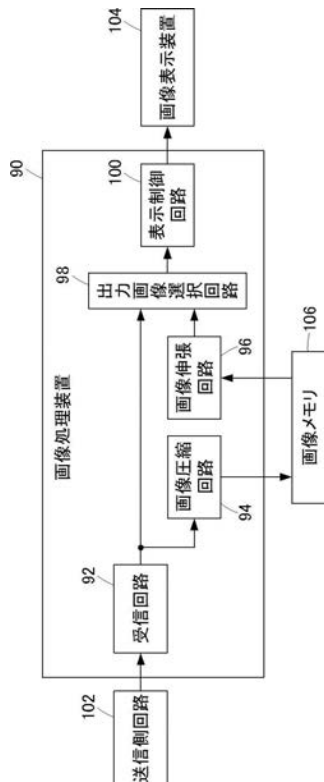 90
画像処理装置
102
送信側回路
92
受信回路
94
画像圧縮
回路
96
画像伸張
回路
98
出力画像選択回路
100
表示制御
回路
104
画像表示装置
106
画像メモリ